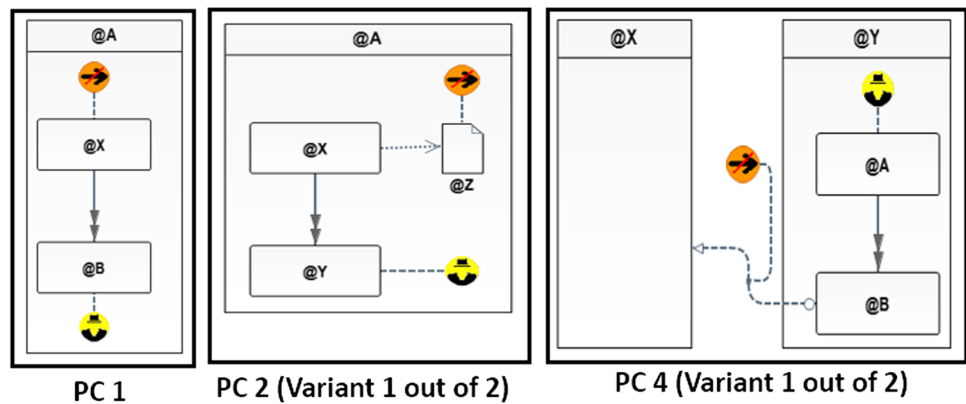 @A
@X
@B
PC 1
@A
@X
@Z
@Y
PC 2 (Variant 1 out of 2)
@X
@Y
@A
@B
PC 4 (Variant 1 out of 2)